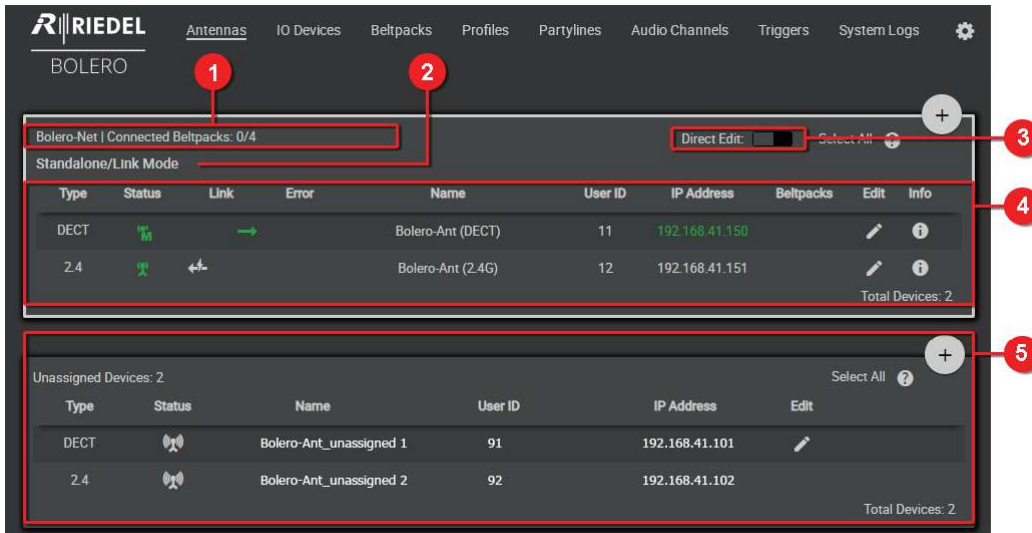 RIEDEL Antennas IO Devices Beltpacks Profiles Partylines Audio Channels Triggers System Logs
BOLERO
1 2
+
Bolero-Net | Connected Beltpacks: 0/4 Direct Edit: Select All ? 3
Standalone/Link Mode
Type Status Link Error Name User ID IP Address Beltpacks Edit Info
4
DECT M Bolero-Ant (DECT) 11 192.168.41.150
2.4 Bolero-Ant (2.4G) 12 192.168.41.151
Total Devices: 2
+ 5
Unassigned Devices: 2 Select All ?
Type Status Name User ID IP Address Edit
DECT Bolero-Ant_unassigned 1 91 192.168.41.101
2.4 Bolero-Ant_unassigned 2 92 192.168.41.102
Total Devices: 2